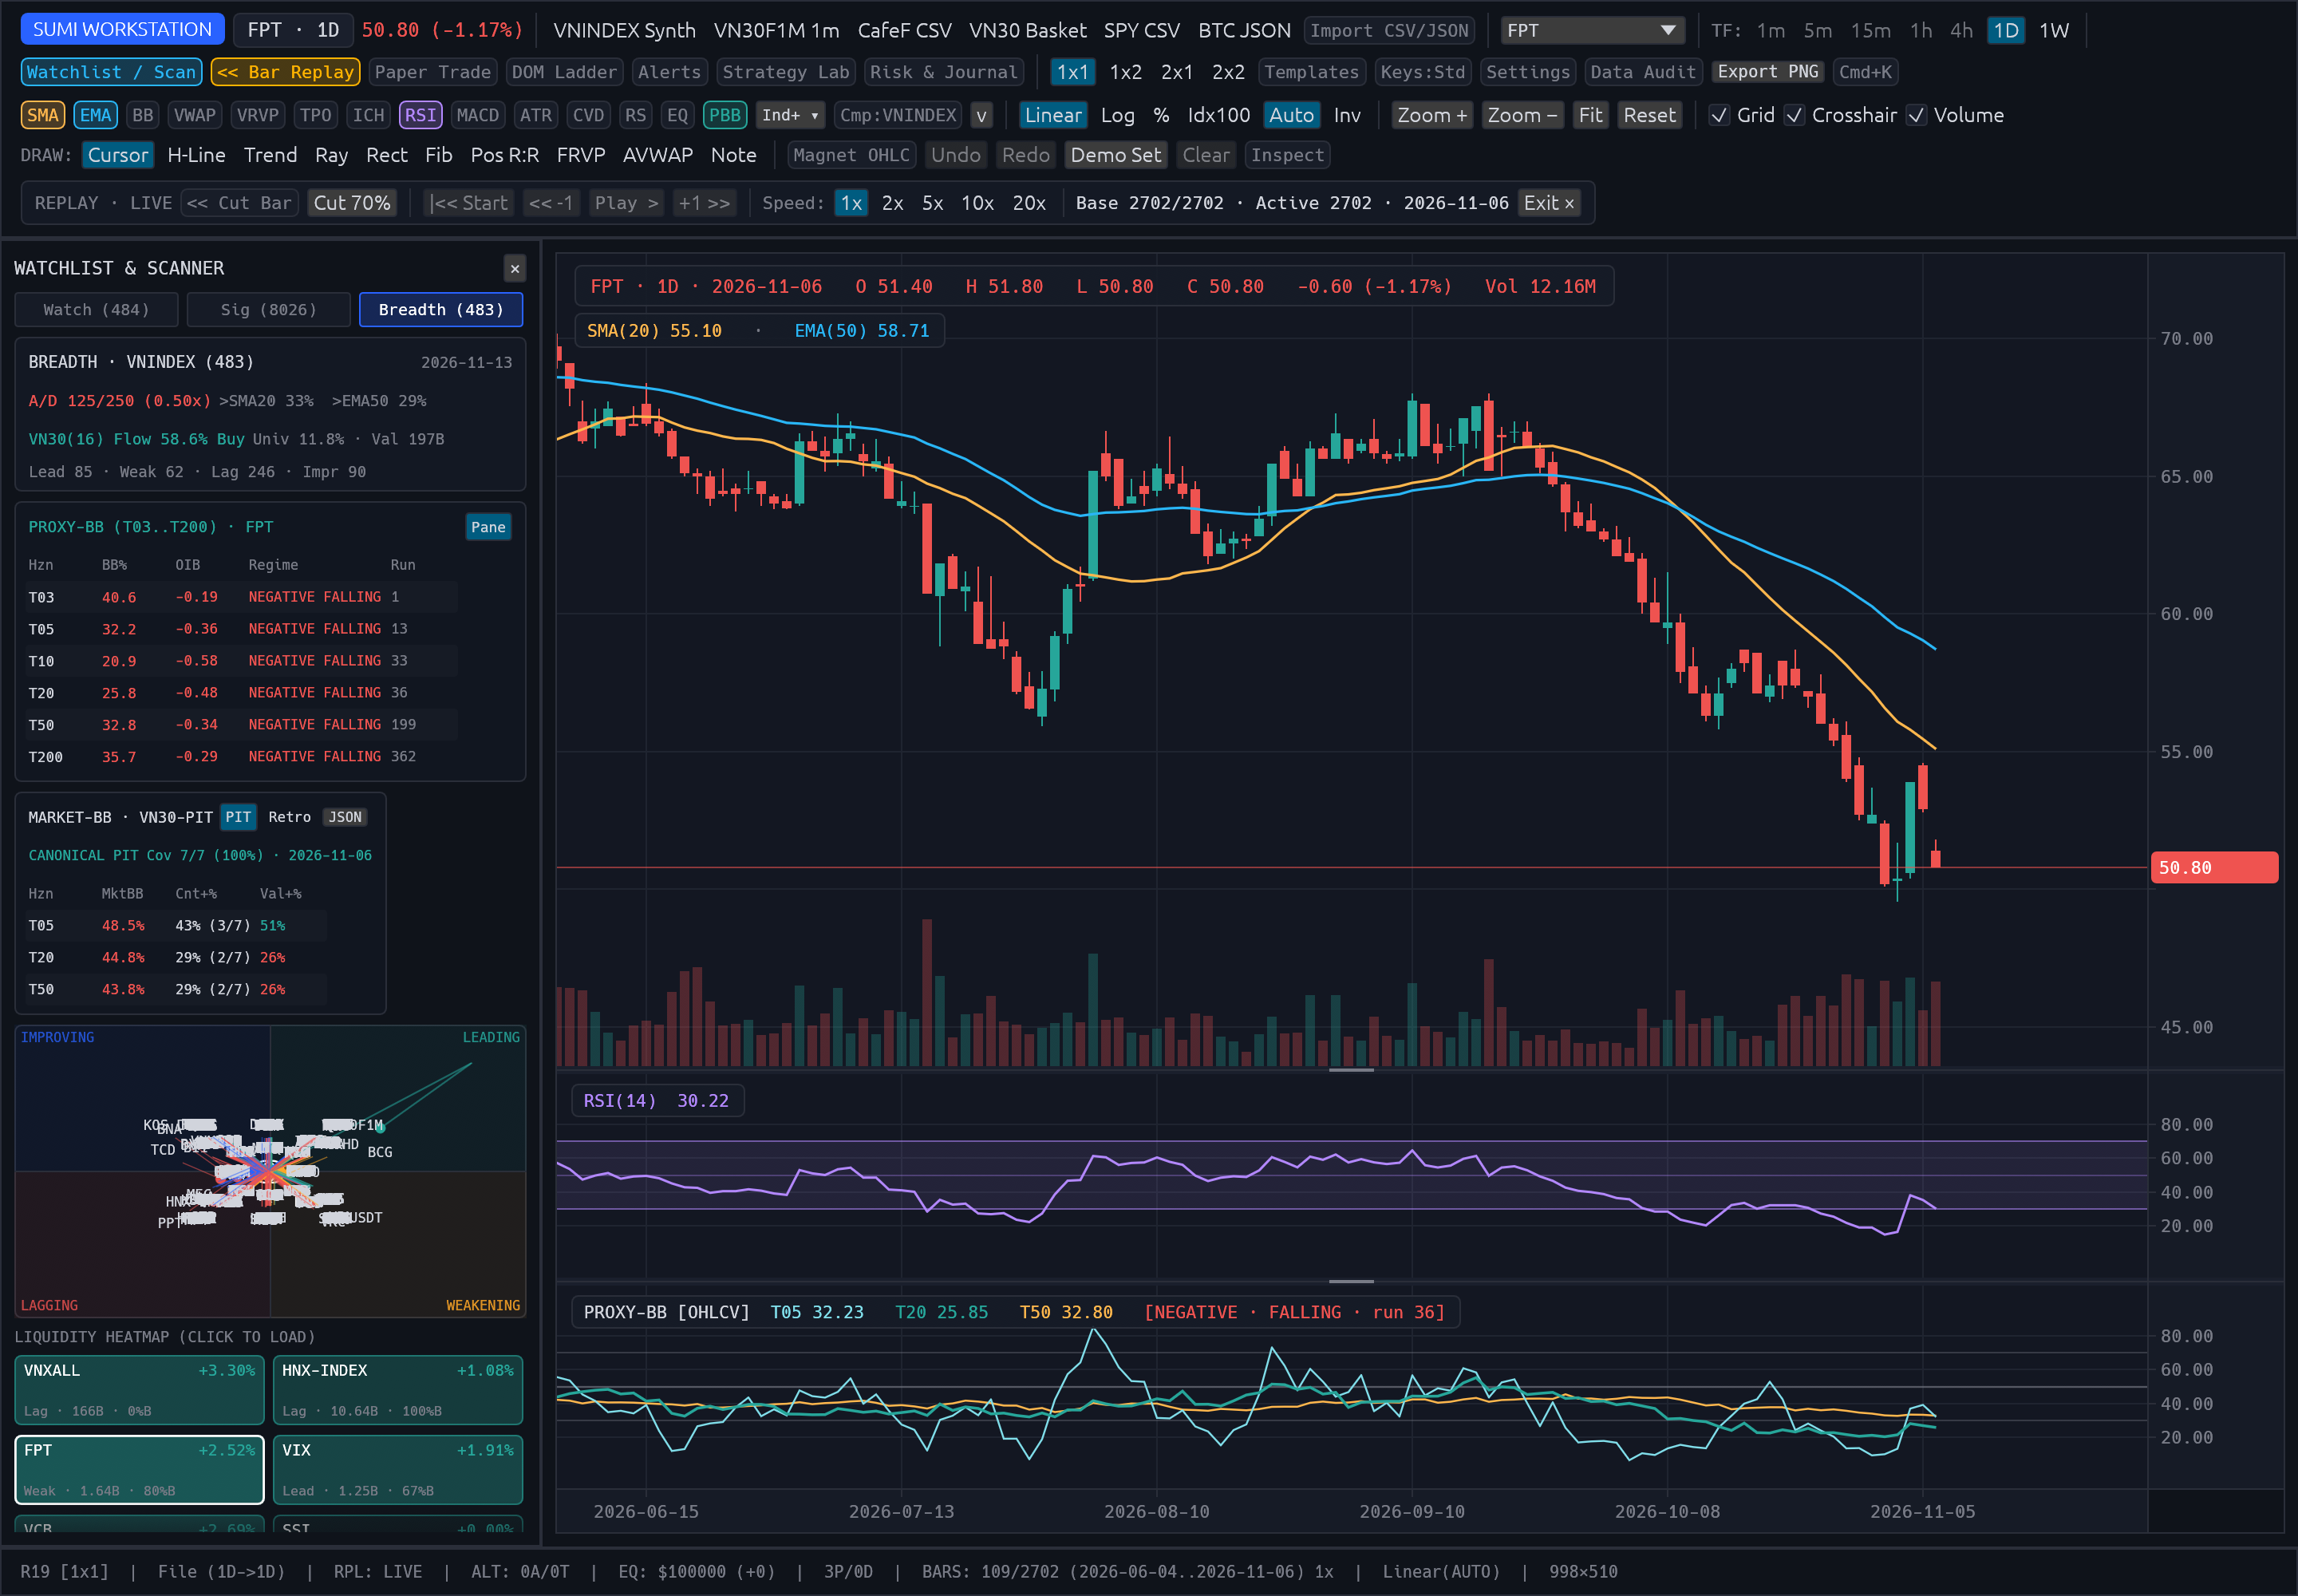 SUMI WORKSTATION FPT · 1D 50.80 (-1.17%) VNINDEX Synth VN30F1M 1m CafeF CSV VN30 Basket SPY CSV BTC JSON Import CSV/JSON FPT TF: 1m 5m 15m 1h 4h 1D 1W
Watchlist / Scan << Bar Replay Paper Trade DOM Ladder Alerts Strategy Lab Risk & Journal 1x1 1x2 2x1 2x2 Templates Keys:Std Settings Data Audit Export PNG Cmd+K
SMA EMA BB VWAP VRVP TPO ICH RSI MACD ATR CVD RS EQ PBB Ind+ ▾ Cmp:VNINDEX v Linear Log % Idx100 Auto Inv Zoom + Zoom − Fit Reset Grid Crosshair Volume
DRAW: Cursor H-Line Trend Ray Rect Fib Pos R:R FRVP AVWAP Note Magnet OHLC Undo Redo Demo Set Clear Inspect
REPLAY · LIVE << Cut Bar Cut 70% |<< Start << -1 Play > +1 >> Speed: 1x 2x 5x 10x 20x Base 2702/2702 · Active 2702 · 2026-11-06 Exit ×
WATCHLIST & SCANNER ×
Watch (484) Sig (8026) Breadth (483)
BREADTH · VNINDEX (483) 2026-11-13
A/D 125/250 (0.50x) >SMA20 33% >EMA50 29%
VN30(16) Flow 58.6% Buy Univ 11.8% · Val 197B
Lead 85 · Weak 62 · Lag 246 · Impr 90
PROXY-BB (T03..T200) · FPT Pane
Hzn BB% OIB Regime Run
T03 40.6 -0.19 NEGATIVE FALLING 1
T05 32.2 -0.36 NEGATIVE FALLING 13
T10 20.9 -0.58 NEGATIVE FALLING 33
T20 25.8 -0.48 NEGATIVE FALLING 36
T50 32.8 -0.34 NEGATIVE FALLING 199
T200 35.7 -0.29 NEGATIVE FALLING 362
MARKET-BB · VN30-PIT PIT Retro JSON
CANONICAL PIT Cov 7/7 (100%) · 2026-11-06
Hzn MktBB Cnt+% Val+%
T05 48.5% 43% (3/7) 51%
T20 44.8% 29% (2/7) 26%
T50 43.8% 29% (2/7) 26%
IMPROVING LEADING
KOS
BNA
TCD
BCG
LAGGING WEAKENING
LIQUIDITY HEATMAP (CLICK TO LOAD)
VNXALL +3.30%
Lag · 166B · 0%B
HNX-INDEX +1.08%
Lag · 10.64B · 100%B
FPT +2.52%
Weak · 1.64B · 80%B
VIX +1.91%
Lead · 1.25B · 67%B
VCB +2.69%
SSI +0.00%
FPT · 1D · 2026-11-06 O 51.40 H 51.80 L 50.80 C 50.80 -0.60 (-1.17%) Vol 12.16M
SMA(20) 55.10 · EMA(50) 58.71
70.00
65.00
60.00
55.00
50.80
45.00
RSI(14) 30.22
80.00
60.00
40.00
20.00
PROXY-BB [OHLCV] T05 32.23 T20 25.85 T50 32.80 [NEGATIVE · FALLING · run 36]
80.00
60.00
40.00
20.00
2026-06-15 2026-07-13 2026-08-10 2026-09-10 2026-10-08 2026-11-05
R19 [1x1] | File (1D->1D) | RPL: LIVE | ALT: 0A/0T | EQ: $100000 (+0) | 3P/0D | BARS: 109/2702 (2026-06-04..2026-11-06) 1x | Linear(AUTO) | 998×510